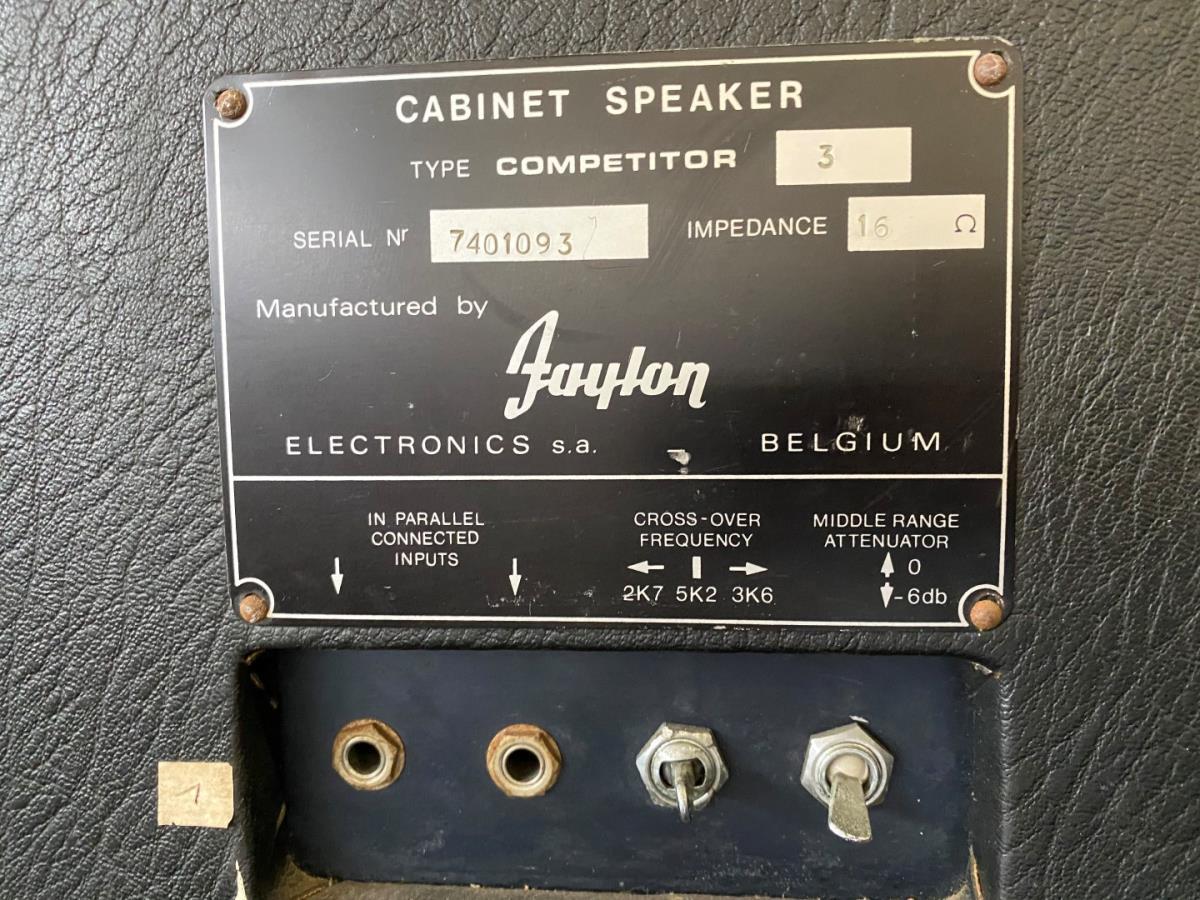 CABINET SPEAKER
TYPE COMPETITOR 3
SERIAL Nr 7401093 IMPEDANCE 16 Ω
Manufactured by
Faylon
ELECTRONICS s.a. - BELGIUM
IN PARALLEL CONNECTED INPUTS
CROSS-OVER FREQUENCY
← ❙ →
2K7 5K2 3K6
MIDDLE RANGE ATTENUATOR
↑ 0
↓ -6db
1